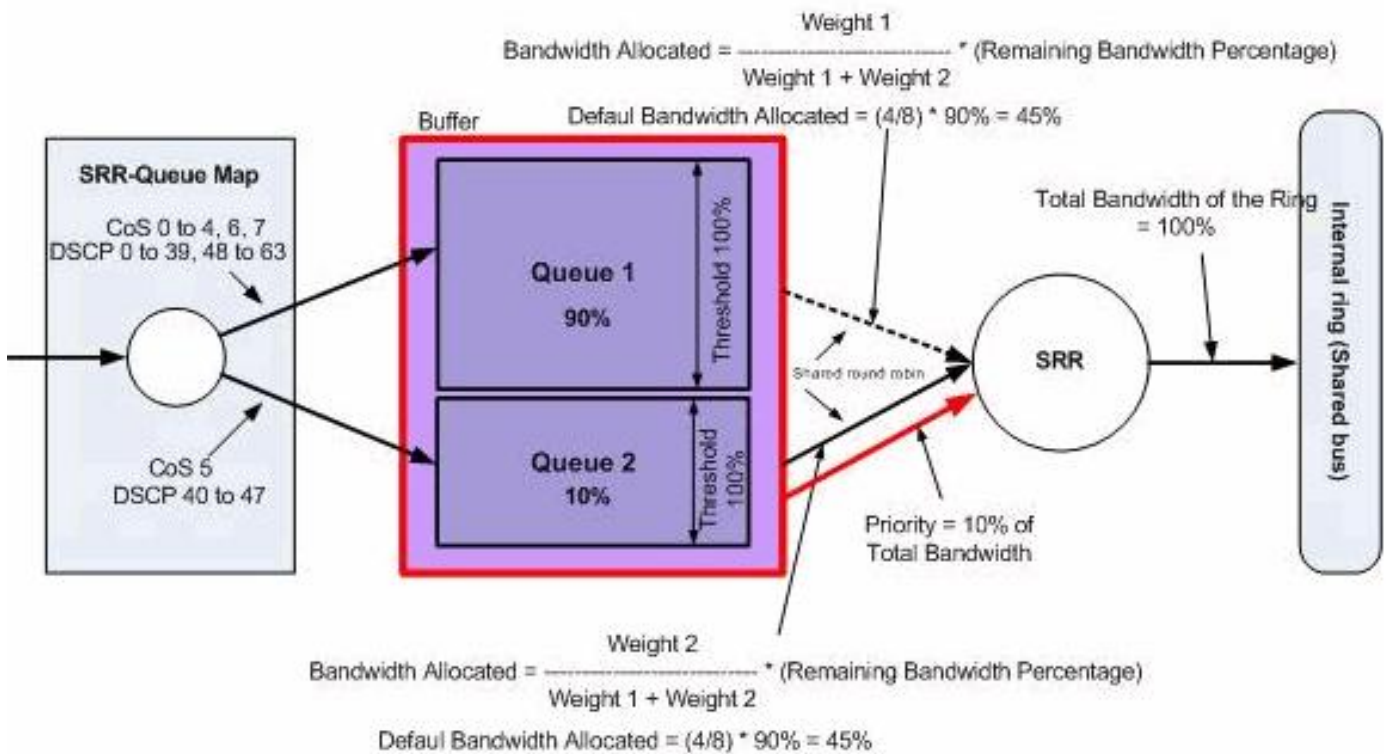 Weight 1
Bandwidth Allocated = ------------------------------ * (Remaining Bandwidth Percentage)
Weight 1 + Weight 2
Defaul Bandwidth Allocated = (4/8) * 90% = 45%
Buffer
SRR-Queue Map
CoS 0 to 4, 6, 7
DSCP 0 to 39, 48 to 63
CoS 5
DSCP 40 to 47
Queue 1
90%
Threshold 100%
Queue 2
10%
Threshold
100%
Shared round robin
SRR
Total Bandwidth of the Ring
= 100%
Priority = 10% of
Total Bandwidth
Internal ring (Shared bus)
Weight 2
Bandwidth Allocated = ------------------------------ * (Remaining Bandwidth Percentage)
Weight 1 + Weight 2
Defaul Bandwidth Allocated = (4/8) * 90% = 45%